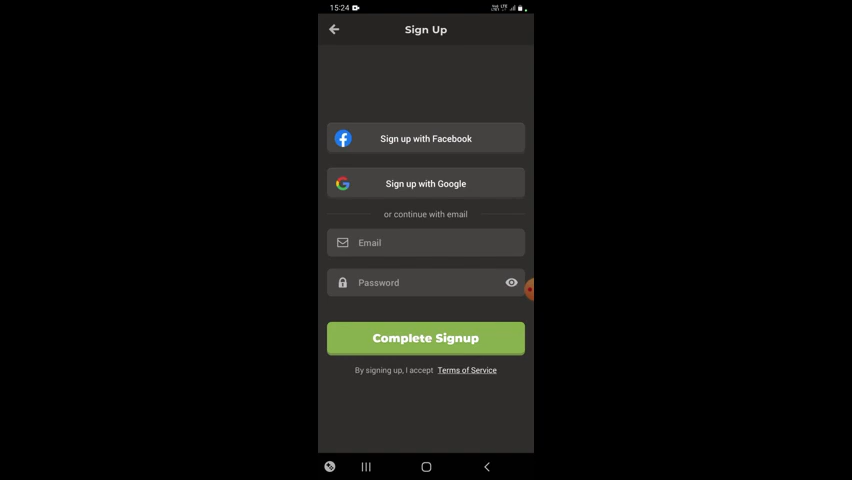 15:24
Sign Up
Sign up with Facebook
Sign up with Google
or continue with email
Email
Password
Complete Signup
By signing up, I accept Terms of Service